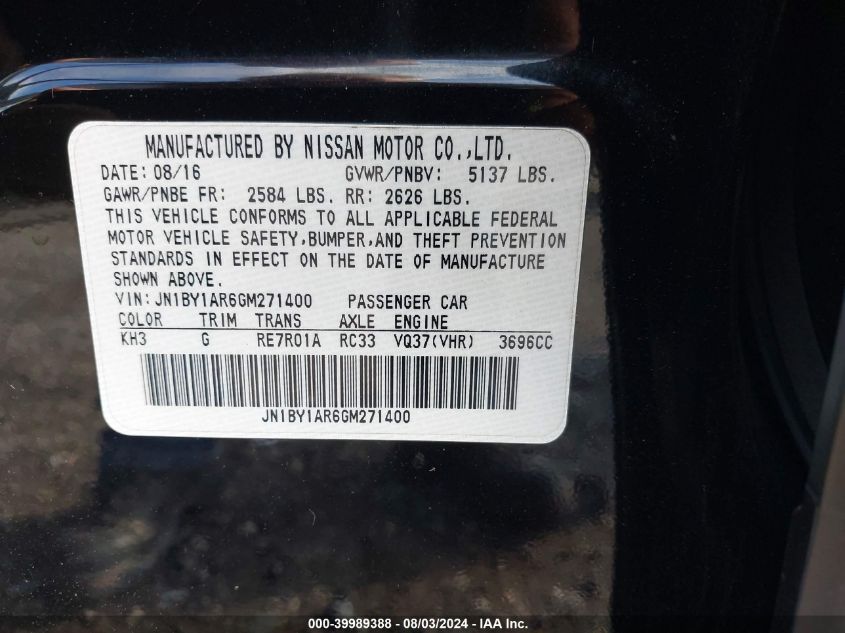 MANUFACTURED BY NISSAN MOTOR CO.,LTD.
DATE: 08/16 GVWR/PNBV: 5137 LBS.
GAWR/PNBE FR: 2584 LBS. RR: 2626 LBS.
THIS VEHICLE CONFORMS TO ALL APPLICABLE FEDERAL
MOTOR VEHICLE SAFETY,BUMPER,AND THEFT PREVENTION
STANDARDS IN EFFECT ON THE DATE OF MANUFACTURE
SHOWN ABOVE.
VIN:JN1BY1AR6GM271400 PASSENGER CAR
COLOR TRIM TRANS AXLE ENGINE
KH3 G RE7R01A RC33 VQ37(VHR) 3696CC
JN1BY1AR6GM271400
000-39989388 - 08/03/2024 - IAA Inc.